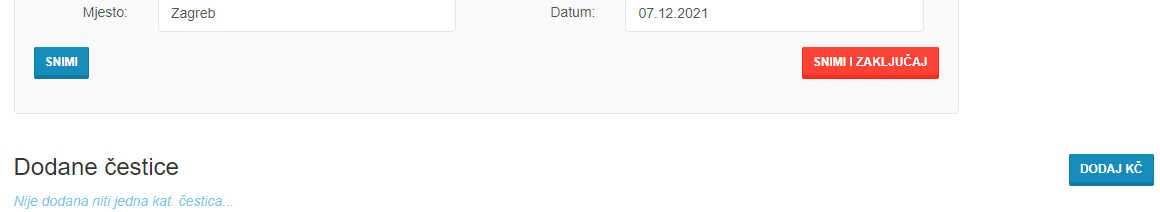 Mjesto: Zagreb Datum: 07.12.2021
SNIMI SNIMI I ZAKLJUČAJ
Dodane čestice DODAJ KČ
Nije dodana niti jedna kat. čestica...